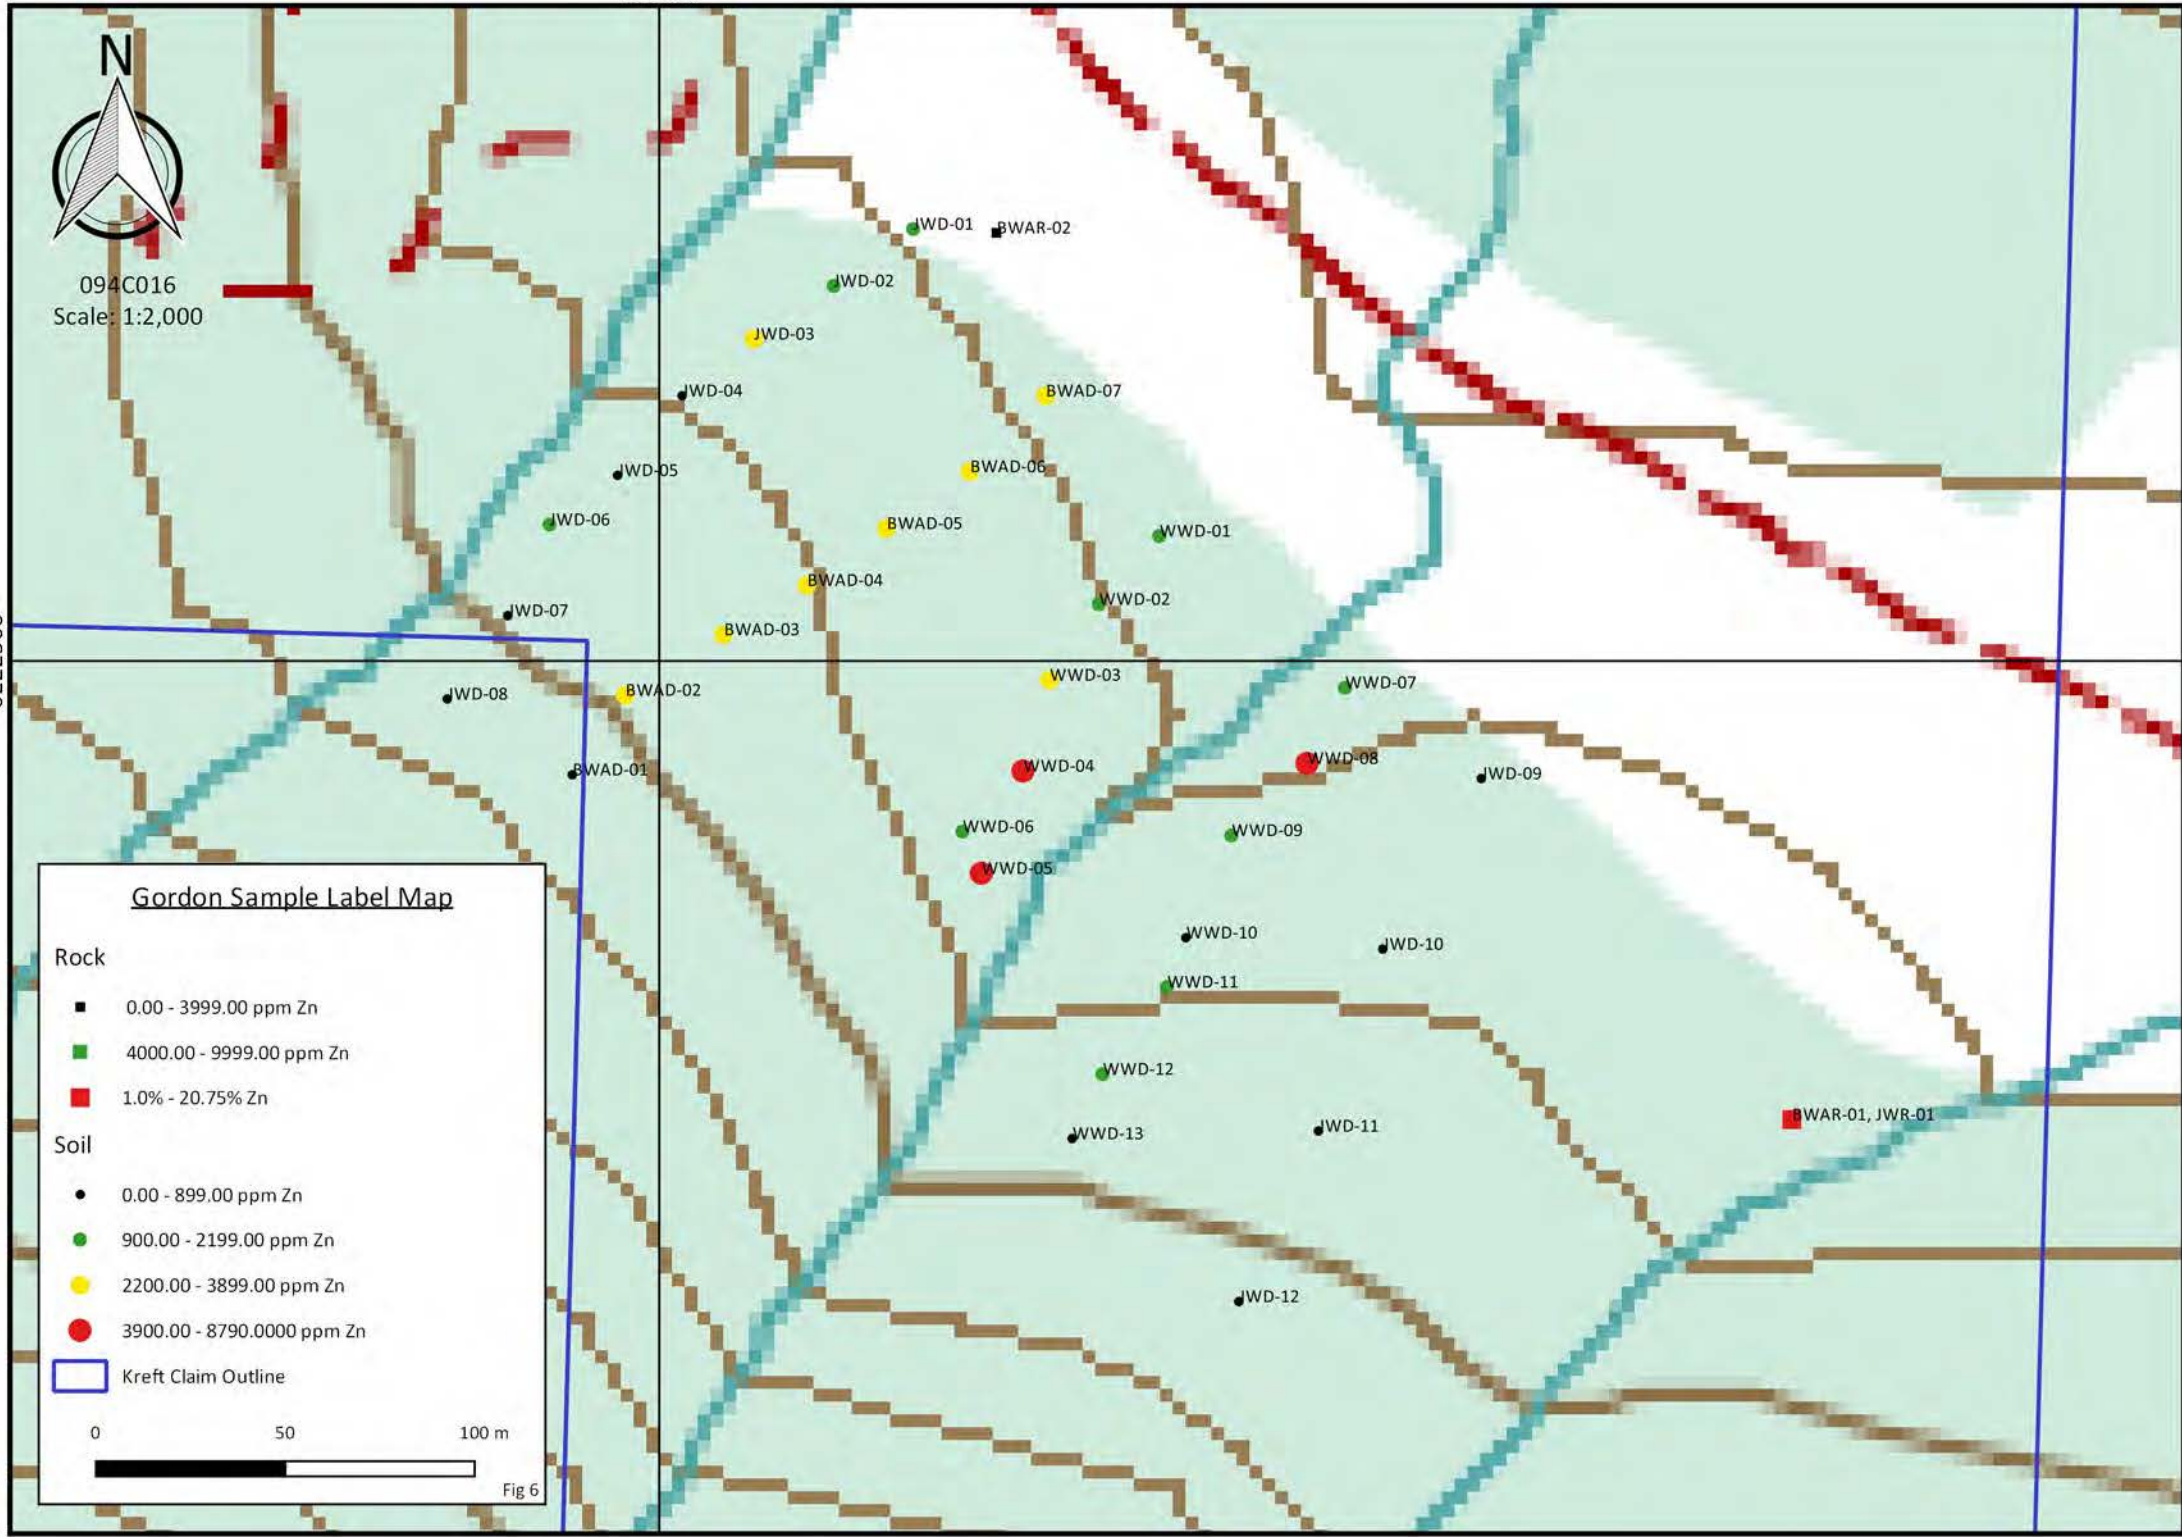 N
094C016
Scale: 1:2,000
JWD-01
BWAR-02
JWD-02
JWD-03
JWD-04
BWAD-07
JWD-05
BWAD-06
JWD-06
BWAD-05
WWD-01
BWAD-04
WWD-02
JWD-07
BWAD-03
JWD-08
BWAD-02
WWD-03
WWD-07
BWAD-01
WWD-04
WWD-08
JWD-09
WWD-06
WWD-09
WWD-05
WWD-10
JWD-10
WWD-11
WWD-12
WWD-13
JWD-11
BWAR-01, JWR-01
JWD-12
Gordon Sample Label Map
Rock
0.00 - 3999.00 ppm Zn
4000.00 - 9999.00 ppm Zn
1.0% - 20.75% Zn
Soil
0.00 - 899.00 ppm Zn
900.00 - 2199.00 ppm Zn
2200.00 - 3899.00 ppm Zn
3900.00 - 8790.0000 ppm Zn
Kreft Claim Outline
0 50 100 m
Fig 6